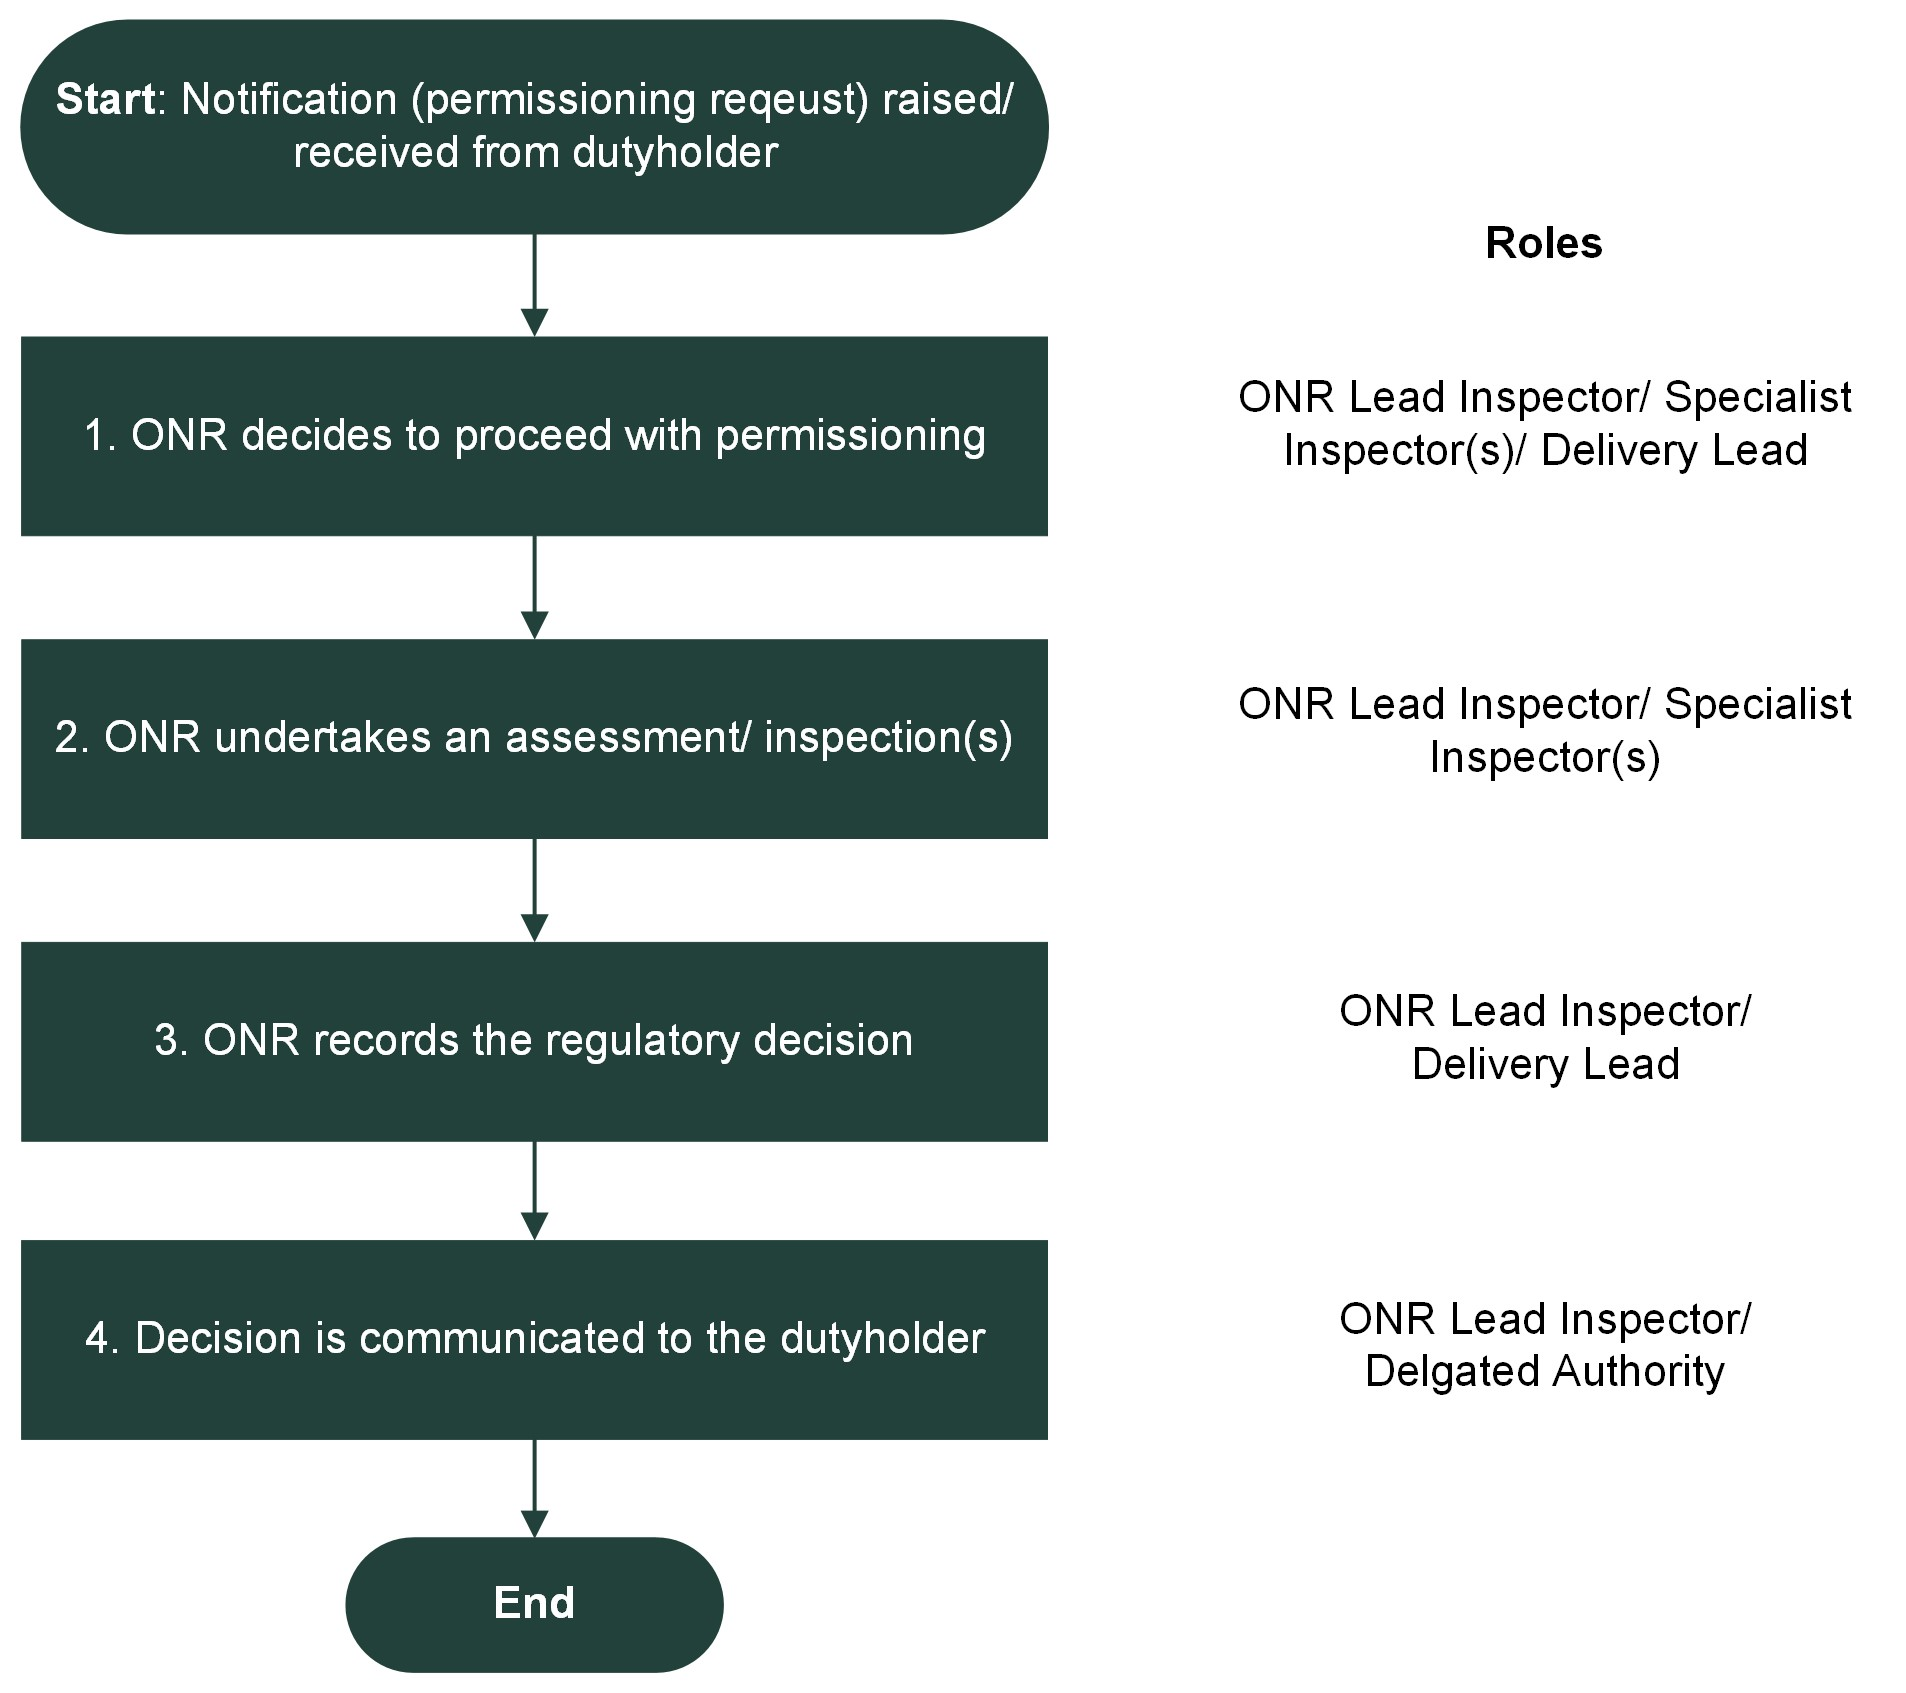 Start: Notification (permissioning reqeust) raised/
received from dutyholder
Roles
1. ONR decides to proceed with permissioning
ONR Lead Inspector/ Specialist
Inspector(s)/ Delivery Lead
2. ONR undertakes an assessment/ inspection(s)
ONR Lead Inspector/ Specialist
Inspector(s)
3. ONR records the regulatory decision
ONR Lead Inspector/
Delivery Lead
4. Decision is communicated to the dutyholder
ONR Lead Inspector/
Delgated Authority
End